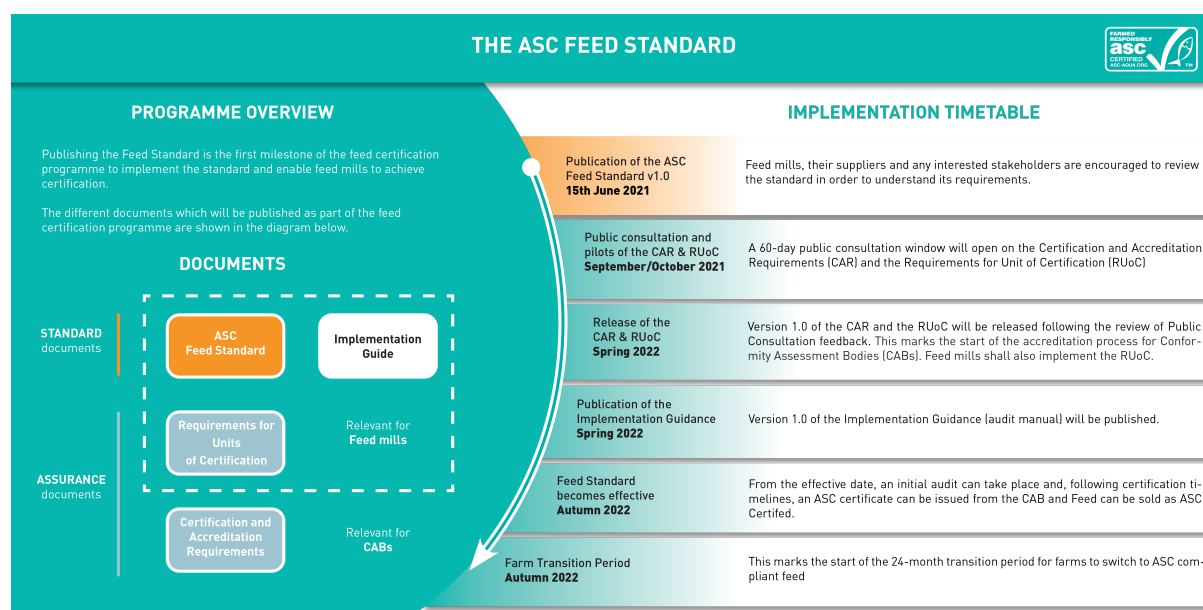 THE ASC FEED STANDARD
FARMED
RESPONSIBLY
asc
CERTIFIED
ASC-AQUA.ORG
TM
PROGRAMME OVERVIEW
Publishing the Feed Standard is the first milestone of the feed certification
programme to implement the standard and enable feed mills to achieve
certification.
The different documents which will be published as part of the feed
certification programme are shown in the diagram below.
DOCUMENTS
STANDARD
documents
ASC
Feed Standard
Implementation
Guide
ASSURANCE
documents
Requirements for
Units
of Certification
Relevant for
Feed mills
Certification and
Accreditation
Requirements
Relevant for
CABs
IMPLEMENTATION TIMETABLE
Publication of the ASC
Feed Standard v1.0
15th June 2021
Feed mills, their suppliers and any interested stakeholders are encouraged to review
the standard in order to understand its requirements.
Public consultation and
pilots of the CAR & RUoC
September/October 2021
A 60-day public consultation window will open on the Certification and Accreditation
Requirements (CAR) and the Requirements for Unit of Certification (RUoC)
Release of the
CAR & RUoC
Spring 2022
Version 1.0 of the CAR and the RUoC will be released following the review of Public
Consultation feedback. This marks the start of the accreditation process for Confor-
mity Assessment Bodies (CABs). Feed mills shall also implement the RUoC.
Publication of the
Implementation Guidance
Spring 2022
Version 1.0 of the Implementation Guidance (audit manual) will be published.
Feed Standard
becomes effective
Autumn 2022
From the effective date, an initial audit can take place and, following certification ti-
melines, an ASC certificate can be issued from the CAB and Feed can be sold as ASC
Certifed.
Farm Transition Period
Autumn 2022
This marks the start of the 24-month transition period for farms to switch to ASC com-
pliant feed